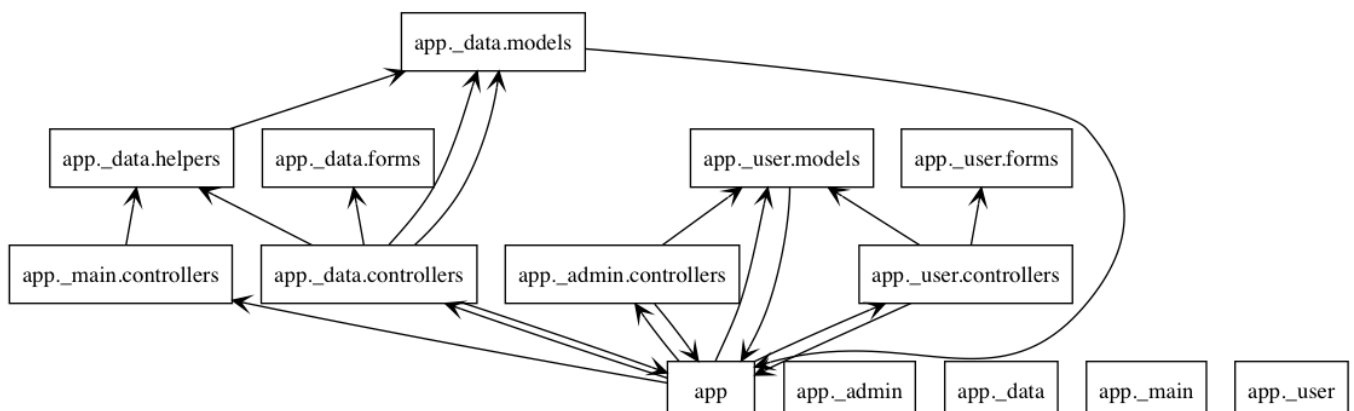 app._data.models
app._data.helpers
app._data.forms
app._user.models
app._user.forms
app._main.controllers
app._data.controllers
app._admin.controllers
app._user.controllers
app
app._admin
app._data
app._main
app._user